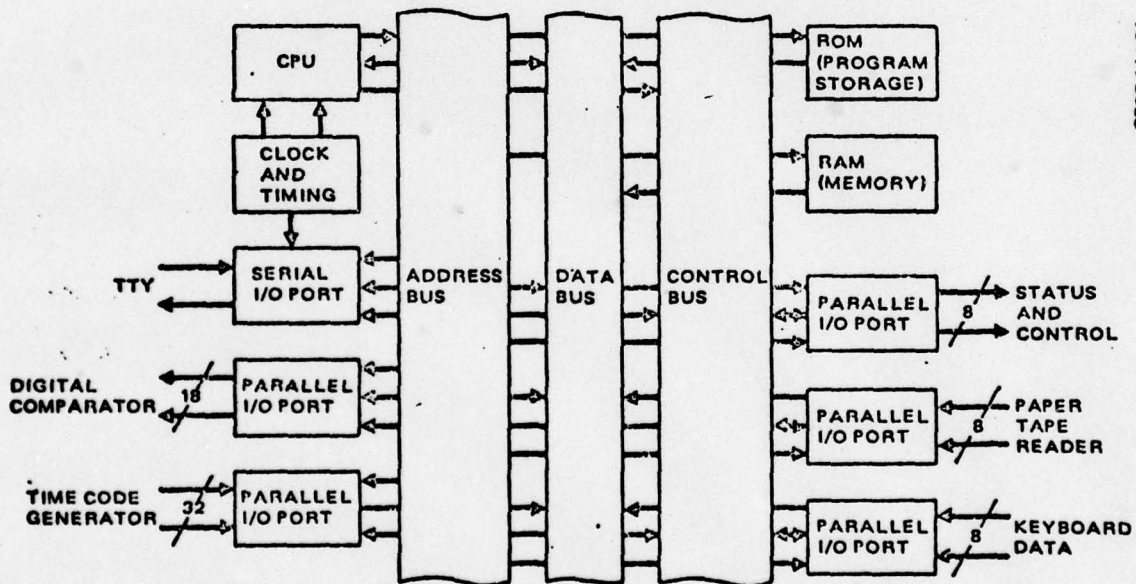 CPU
CLOCK
AND
TIMING
TTY
SERIAL
I/O PORT
DIGITAL
COMPARATOR
18
PARALLEL
I/O PORT
TIME CODE
GENERATOR
32
PARALLEL
I/O PORT
ADDRESS
BUS
DATA
BUS
CONTROL
BUS
ROM
(PROGRAM
STORAGE)
RAM
(MEMORY)
PARALLEL
I/O PORT
8
8
STATUS
AND
CONTROL
PARALLEL
I/O PORT
8
8
PAPER
TAPE
READER
PARALLEL
I/O PORT
8
KEYBOARD
DATA